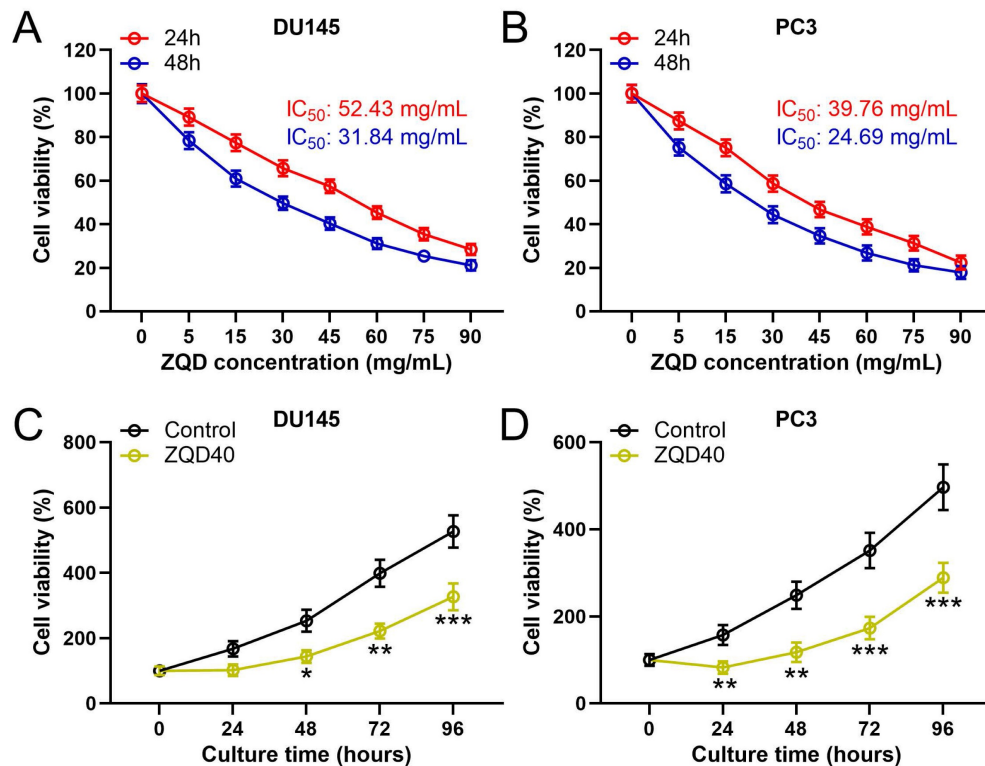 A
DU145
24h
48h
120
100
80
60
40
20
0
Cell viability (%)
IC50: 52.43 mg/mL
IC50: 31.84 mg/mL
0 5 15 30 45 60 75 90
ZQD concentration (mg/mL)
B
PC3
24h
48h
120
100
80
60
40
20
0
Cell viability (%)
IC50: 39.76 mg/mL
IC50: 24.69 mg/mL
0 5 15 30 45 60 75 90
ZQD concentration (mg/mL)
C
DU145
Control
ZQD40
800
600
400
200
0
Cell viability (%)
*
**
***
0 24 48 72 96
Culture time (hours)
D
PC3
Control
ZQD40
600
400
200
0
Cell viability (%)
**
**
***
***
0 24 48 72 96
Culture time (hours)